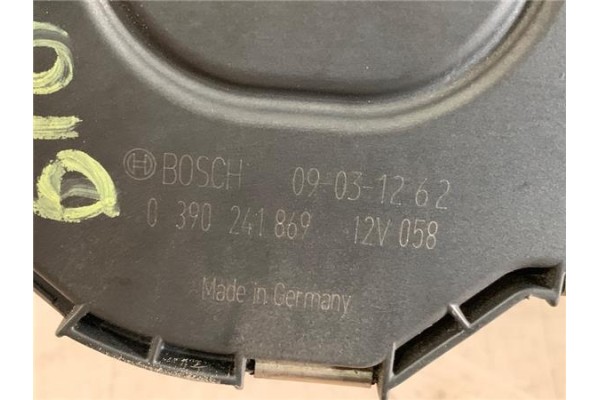 BOSCH 09-03-12 6 2
0 390 241 869 12V 058
Made in Germany